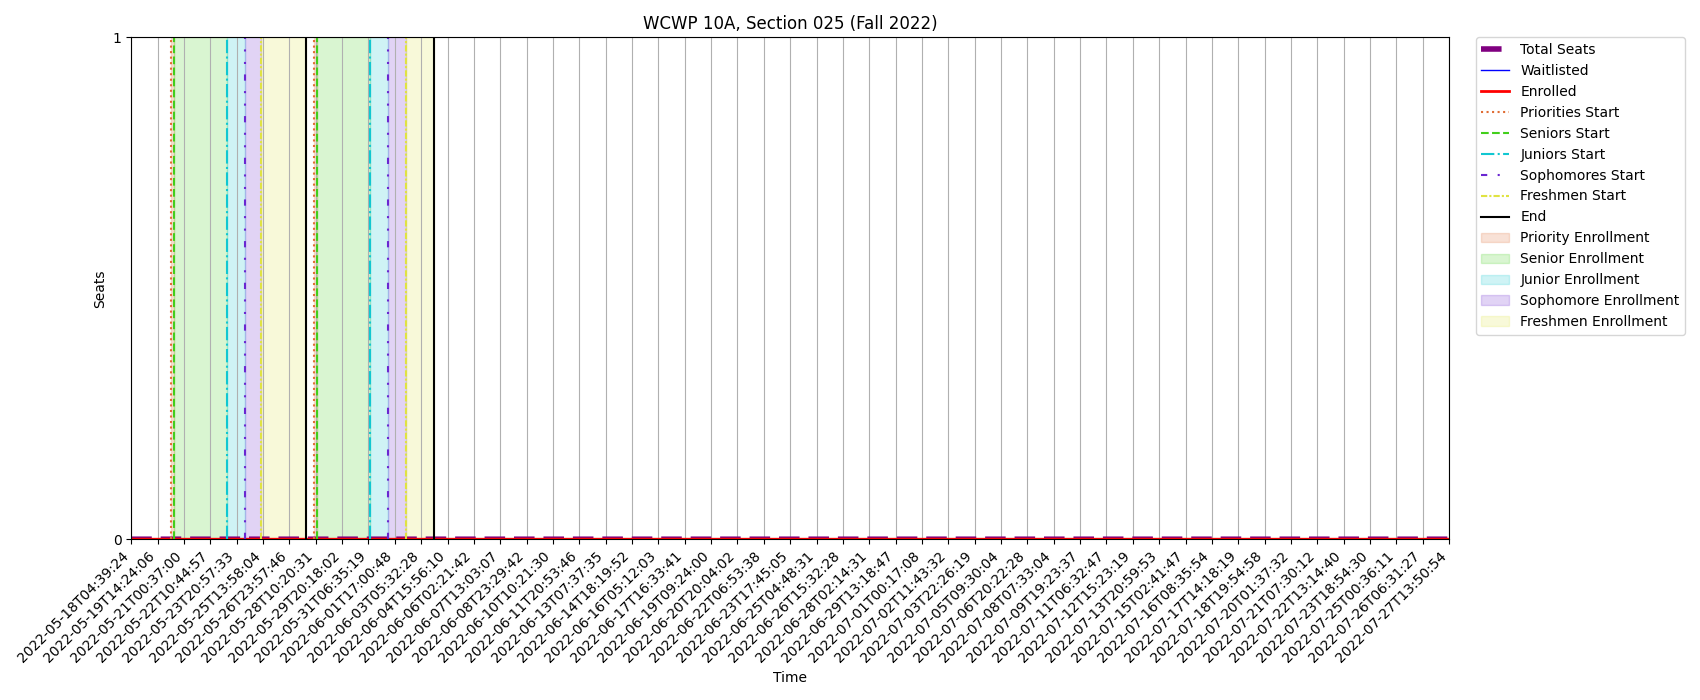 WCWP 10A, Section 025 (Fall 2022)
1
0
Seats
2022-05-18T04:39:24
2022-05-19T14:24:06
2022-05-21T00:37:00
2022-05-22T10:44:57
2022-05-23T20:57:33
2022-05-25T13:58:04
2022-05-26T23:57:46
2022-05-28T10:20:31
2022-05-29T20:18:02
2022-05-31T06:35:19
2022-06-01T17:00:48
2022-06-03T05:32:28
2022-06-04T15:56:10
2022-06-06T02:21:42
2022-06-07T13:03:07
2022-06-08T23:29:42
2022-06-10T10:21:30
2022-06-11T20:53:46
2022-06-13T07:37:35
2022-06-14T18:19:52
2022-06-16T05:12:03
2022-06-17T16:33:41
2022-06-19T09:24:00
2022-06-20T20:04:02
2022-06-22T06:53:38
2022-06-23T17:45:05
2022-06-25T04:48:31
2022-06-26T15:32:28
2022-06-28T02:14:31
2022-06-29T13:18:47
2022-07-01T00:17:08
2022-07-02T11:43:32
2022-07-03T22:26:19
2022-07-05T09:30:04
2022-07-06T20:22:28
2022-07-08T07:33:04
2022-07-09T19:23:37
2022-07-11T06:32:47
2022-07-12T15:23:19
2022-07-13T20:59:53
2022-07-15T02:41:47
2022-07-16T08:35:54
2022-07-17T14:18:19
2022-07-18T19:54:58
2022-07-20T01:37:32
2022-07-21T07:30:12
2022-07-22T13:14:40
2022-07-23T18:54:30
2022-07-25T00:36:11
2022-07-26T06:31:27
2022-07-27T13:50:54
Time
Total Seats
Waitlisted
Enrolled
Priorities Start
Seniors Start
Juniors Start
Sophomores Start
Freshmen Start
End
Priority Enrollment
Senior Enrollment
Junior Enrollment
Sophomore Enrollment
Freshmen Enrollment